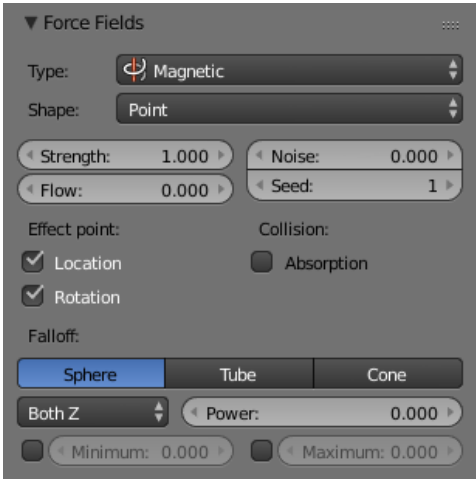 Force Fields
Type: Magnetic
Shape: Point
Strength: 1.000 Noise: 0.000
Flow: 0.000 Seed: 1
Effect point: Collision:
Location Absorption
Rotation
Falloff:
Sphere Tube Cone
Both Z Power: 0.000
Minimum: 0.000 Maximum: 0.000